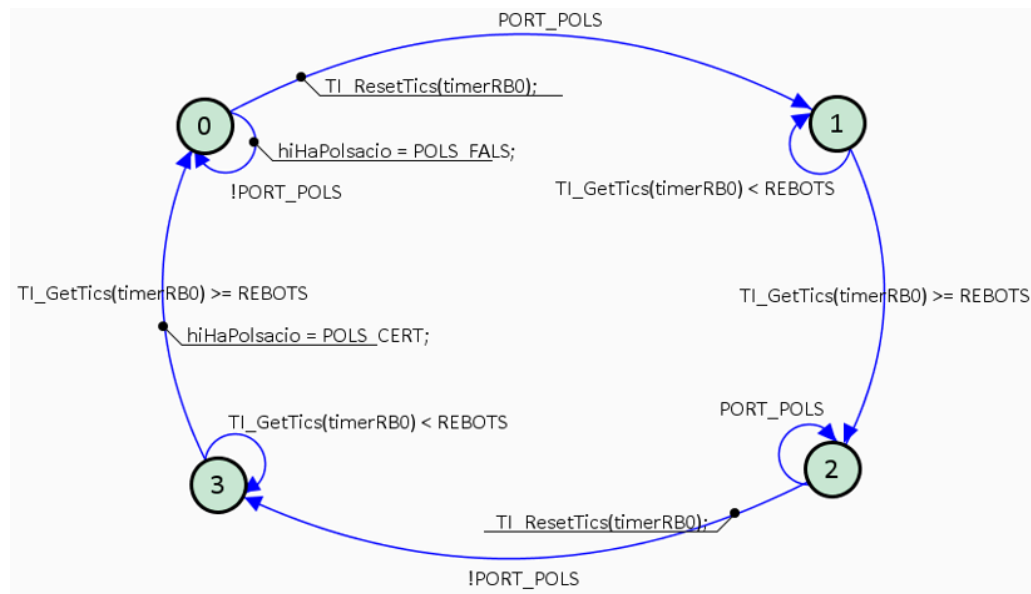 PORT_POLS
TI_ResetTics(timerRB0);
0
1
hiHaPolsacio = POLS_FALS;
!PORT_POLS
TI_GetTics(timerRB0) < REBOTS
TI_GetTics(timerRB0) >= REBOTS
TI_GetTics(timerRB0) >= REBOTS
hiHaPolsacio = POLS_CERT;
PORT_POLS
TI_GetTics(timerRB0) < REBOTS
2
3
TI_ResetTics(timerRB0);
!PORT_POLS